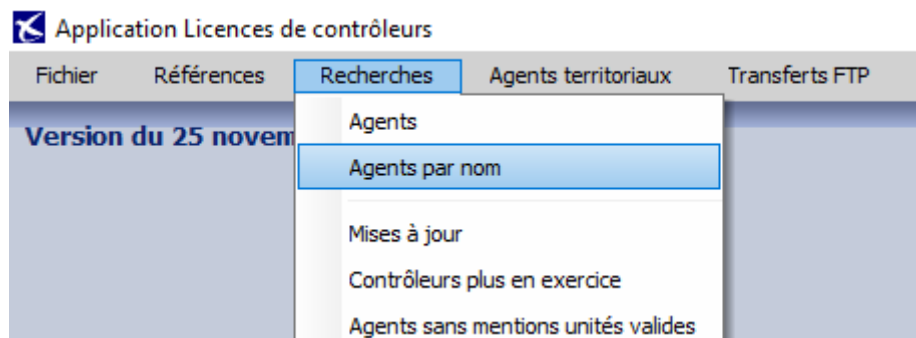 Application Licences de contrôleurs
Fichier Références Recherches Agents territoriaux Transferts FTP
Version du 25 novem
Agents
Agents par nom
Mises à jour
Contrôleurs plus en exercice
Agents sans mentions unités valides